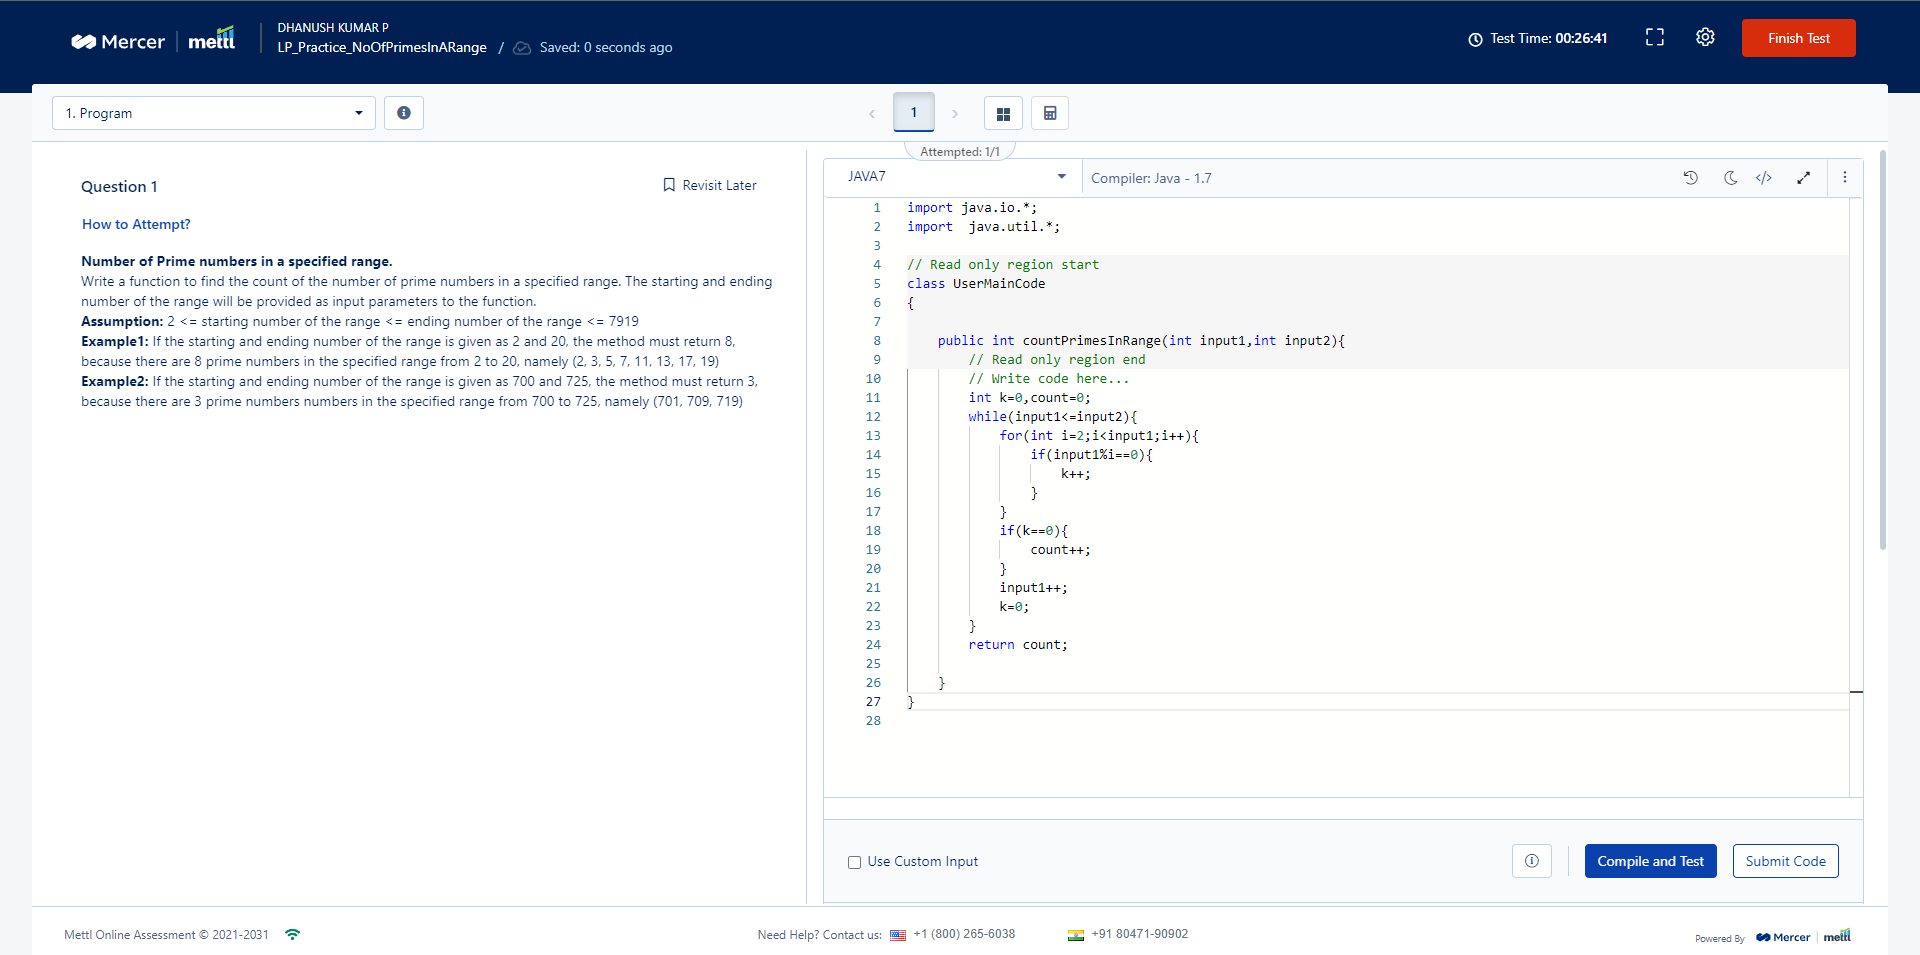 Mercer | mettl
DHANUSH KUMAR P
LP_Practice_NoOfPrimesInARange / Saved: 0 seconds ago
Test Time: 00:26:41
Finish Test
1. Program
1
Attempted: 1/1
Question 1
Revisit Later
How to Attempt?
Number of Prime numbers in a specified range.
Write a function to find the count of the number of prime numbers in a specified range. The starting and ending
number of the range will be provided as input parameters to the function.
Assumption: 2 <= starting number of the range <= ending number of the range <= 7919
Example1: If the starting and ending number of the range is given as 2 and 20, the method must return 8,
because there are 8 prime numbers in the specified range from 2 to 20, namely (2, 3, 5, 7, 11, 13, 17, 19)
Example2: If the starting and ending number of the range is given as 700 and 725, the method must return 3,
because there are 3 prime numbers numbers in the specified range from 700 to 725, namely (701, 709, 719)
JAVA7
Compiler: Java - 1.7
1 import java.io.*;
2 import  java.util.*;
3
4 // Read only region start
5 class UserMainCode
6 {
7
8     public int countPrimesInRange(int input1,int input2){
9         // Read only region end
10         // Write code here...
11         int k=0,count=0;
12         while(input1<=input2){
13             for(int i=2;i<input1;i++){
14                 if(input1%i==0){
15                     k++;
16                 }
17             }
18             if(k==0){
19                 count++;
20             }
21             input1++;
22             k=0;
23         }
24         return count;
25
26     }
27 }
28
Use Custom Input
Compile and Test
Submit Code
Mettl Online Assessment © 2021-2031
Need Help? Contact us: +1 (800) 265-6038
+91 80471-90902
Powered By Mercer | mettl